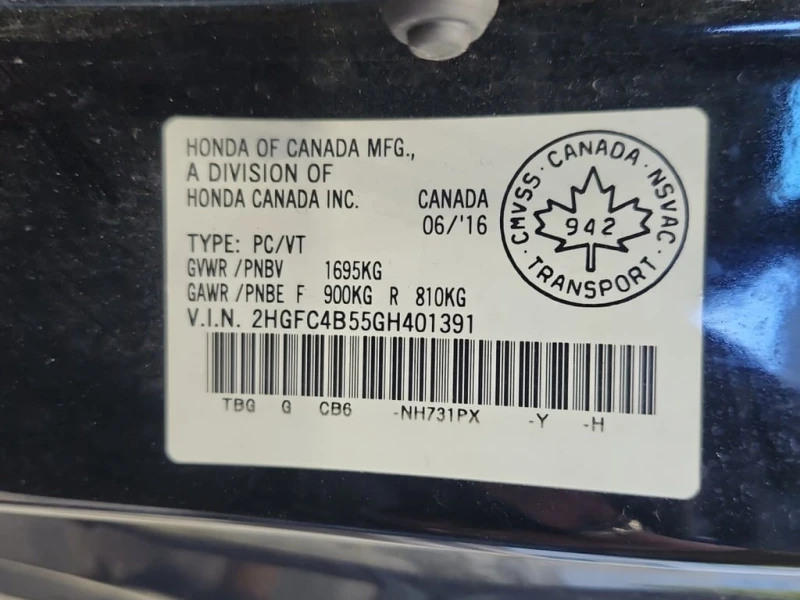 HONDA OF CANADA MFG.,
A DIVISION OF
HONDA CANADA INC.
CANADA
06/'16
TYPE: PC/VT
GVWR/PNBV 1695KG
GAWR/PNBE F 900KG R 810KG
V.I.N. 2HGFC4B55GH401391
TBG G CB6 -NH731PX -Y -H
CMVSS · CANADA · NSVAC · TRANSPORT ·
942